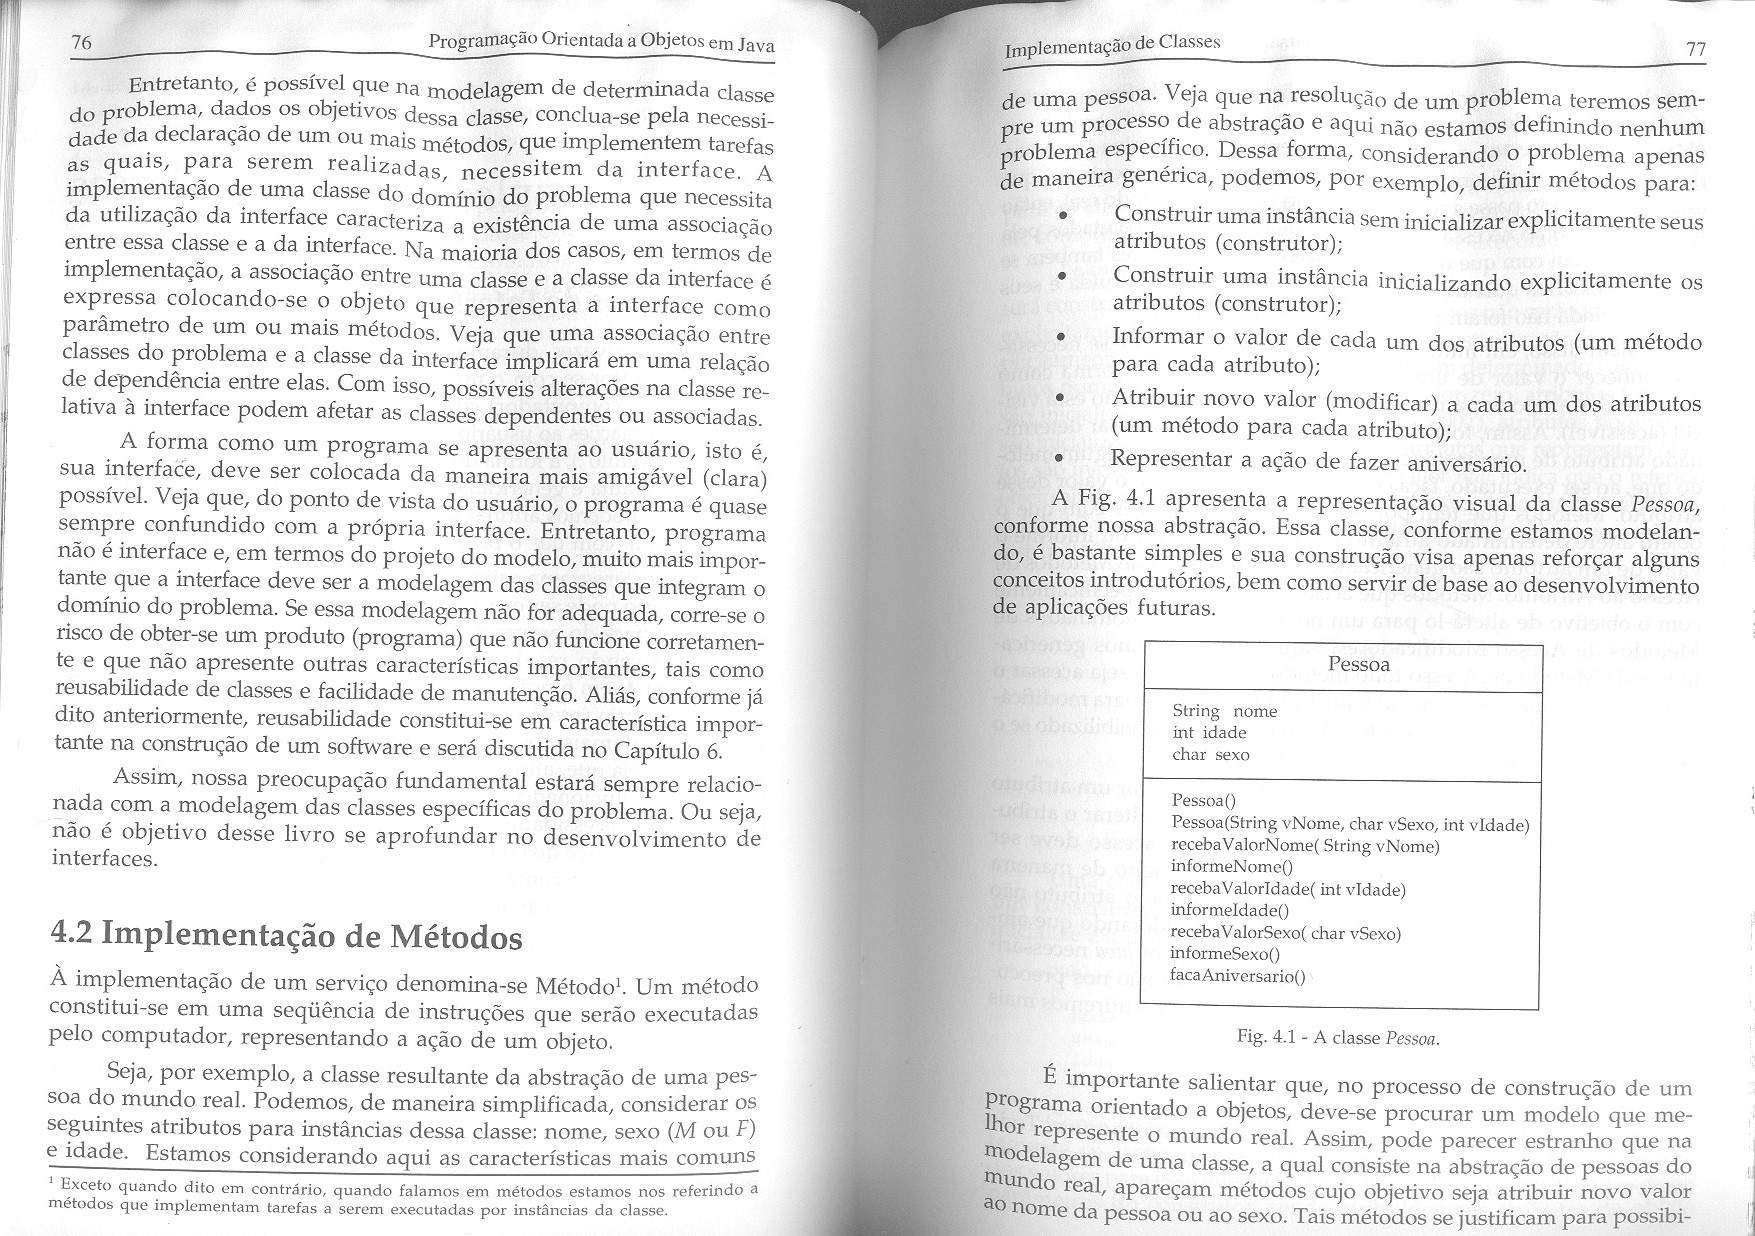 76
Programação Orientada a Objetos em Java
Entretanto, é possível que na modelagem de determinada classe
do problema, dados os objetivos dessa classe, conclua-se pela necessi-
dade da declaração de um ou mais métodos, que implementem tarefas
as quais, para serem realizadas, necessitem da interface. A
implementação de uma classe do domínio do problema que necessita
da utilização da interface caracteriza a existência de uma associação
entre essa classe e a da interface. Na maioria dos casos, em termos de
implementação, a associação entre uma classe e a classe da interface é
expressa colocando-se o objeto que representa a interface como
parâmetro de um ou mais métodos. Veja que uma associação entre
classes do problema e a classe da interface implicará em uma relação
de dependência entre elas. Com isso, possíveis alterações na classe re-
lativa à interface podem afetar as classes dependentes ou associadas.
A forma como um programa se apresenta ao usuário, isto é,
sua interface, deve ser colocada da maneira mais amigável (clara)
possível. Veja que, do ponto de vista do usuário, o programa é quase
sempre confundido com a própria interface. Entretanto, programa
não é interface e, em termos do projeto do modelo, muito mais impor-
tante que a interface deve ser a modelagem das classes que integram o
domínio do problema. Se essa modelagem não for adequada, corre-se o
risco de obter-se um produto (programa) que não funcione corretamen-
te e que não apresente outras características importantes, tais como
reusabilidade de classes e facilidade de manutenção. Aliás, conforme já
dito anteriormente, reusabilidade constitui-se em característica impor-
tante na construção de um software e será discutida no Capítulo 6.
Assim, nossa preocupação fundamental estará sempre relacio-
nada com a modelagem das classes específicas do problema. Ou seja,
não é objetivo desse livro se aprofundar no desenvolvimento de
interfaces.
4.2 Implementação de Métodos
À implementação de um serviço denomina-se Método¹. Um método
constitui-se em uma seqüência de instruções que serão executadas
pelo computador, representando a ação de um objeto.
Seja, por exemplo, a classe resultante da abstração de uma pes-
soa do mundo real. Podemos, de maneira simplificada, considerar os
seguintes atributos para instâncias dessa classe: nome, sexo (M ou F)
e idade. Estamos considerando aqui as características mais comuns
¹ Exceto quando dito em contrário, quando falamos em métodos estamos nos referindo a
métodos que implementam tarefas a serem executadas por instâncias da classe.
Implementação de Classes
77
de uma pessoa. Veja que na resolução de um problema teremos sem-
pre um processo de abstração e aqui não estamos definindo nenhum
problema específico. Dessa forma, considerando o problema apenas
de maneira genérica, podemos, por exemplo, definir métodos para:
• Construir uma instância sem inicializar explicitamente seus
atributos (construtor);
• Construir uma instância inicializando explicitamente os
atributos (construtor);
• Informar o valor de cada um dos atributos (um método
para cada atributo);
• Atribuir novo valor (modificar) a cada um dos atributos
(um método para cada atributo);
• Representar a ação de fazer aniversário.
A Fig. 4.1 apresenta a representação visual da classe Pessoa,
conforme nossa abstração. Essa classe, conforme estamos modelan-
do, é bastante simples e sua construção visa apenas reforçar alguns
conceitos introdutórios, bem como servir de base ao desenvolvimento
de aplicações futuras.
Pessoa
String nome
int idade
char sexo
Pessoa()
Pessoa(String vNome, char vSexo, int vIdade)
recebaValorNome( String vNome)
informeNome()
recebaValorIdade( int vIdade)
informeIdade()
recebaValorSexo( char vSexo)
informeSexo()
facaAniversario()
Fig. 4.1 - A classe Pessoa.
É importante salientar que, no processo de construção de um
programa orientado a objetos, deve-se procurar um modelo que me-
lhor represente o mundo real. Assim, pode parecer estranho que na
modelagem de uma classe, a qual consiste na abstração de pessoas do
mundo real, apareçam métodos cujo objetivo seja atribuir novo valor
ao nome da pessoa ou ao sexo. Tais métodos se justificam para possibi-